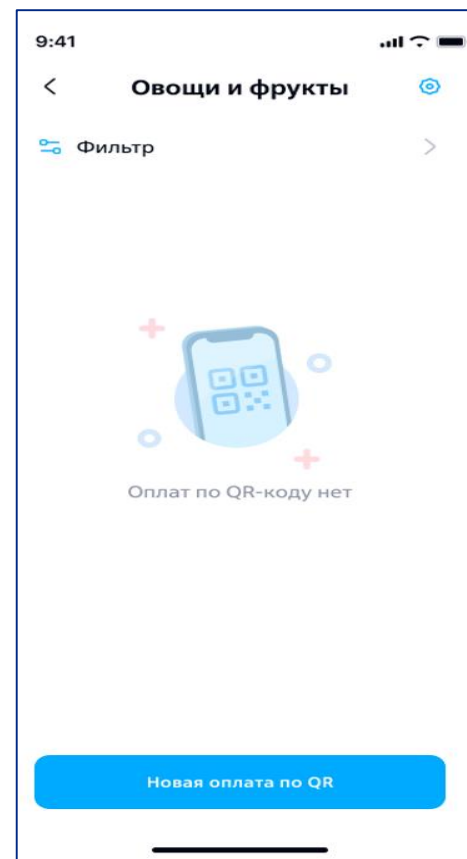 9:41
Овощи и фрукты
Фильтр
Оплат по QR-коду нет
Новая оплата по QR